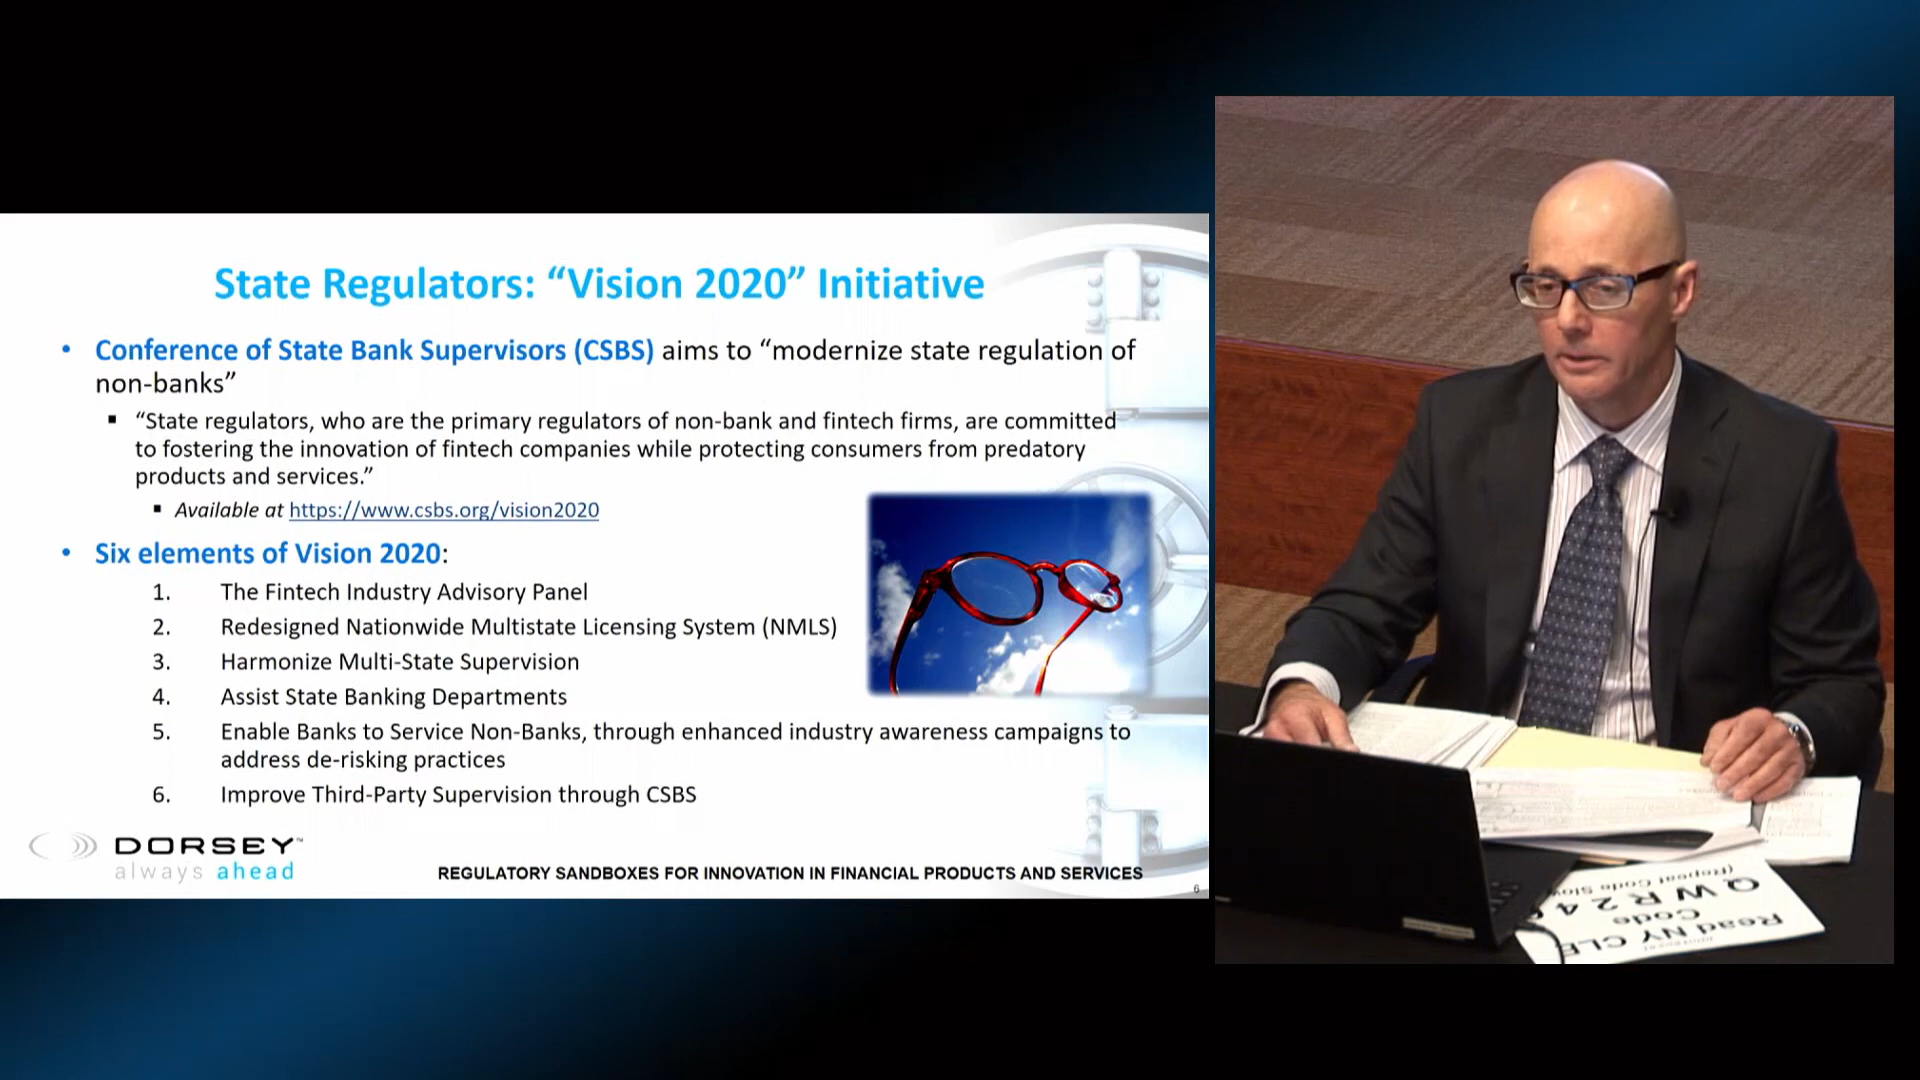 State Regulators: “Vision 2020” Initiative
• Conference of State Bank Supervisors (CSBS) aims to “modernize state regulation of
non-banks”
▪ “State regulators, who are the primary regulators of non-bank and fintech firms, are committed
to fostering the innovation of fintech companies while protecting consumers from predatory
products and services.”
▪ Available at https://www.csbs.org/vision2020
• Six elements of Vision 2020:
1. The Fintech Industry Advisory Panel
2. Redesigned Nationwide Multistate Licensing System (NMLS)
3. Harmonize Multi-State Supervision
4. Assist State Banking Departments
5. Enable Banks to Service Non-Banks, through enhanced industry awareness campaigns to
address de-risking practices
6. Improve Third-Party Supervision through CSBS
DORSEY™
always ahead
REGULATORY SANDBOXES FOR INNOVATION IN FINANCIAL PRODUCTS AND SERVICES
6
Read NY CLE
Code
QWR24
(Repeat Code